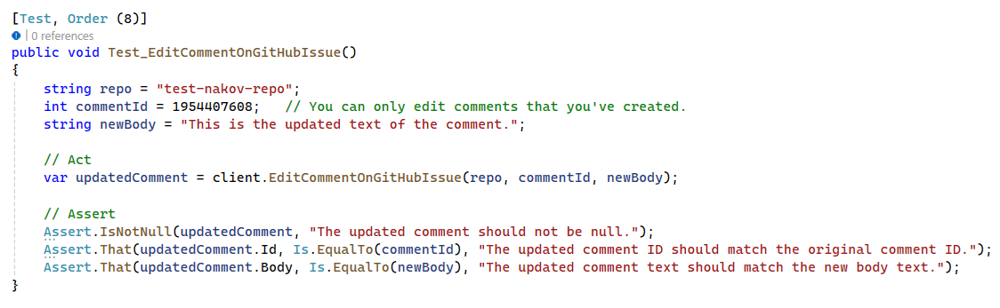 [Test, Order (8)]
| 0 references
public void Test_EditCommentOnGitHubIssue()
{
    string repo = "test-nakov-repo";
    int commentId = 1954407608;   // You can only edit comments that you've created.
    string newBody = "This is the updated text of the comment.";

    // Act
    var updatedComment = client.EditCommentOnGitHubIssue(repo, commentId, newBody);

    // Assert
    Assert.IsNotNull(updatedComment, "The updated comment should not be null.");
    Assert.That(updatedComment.Id, Is.EqualTo(commentId), "The updated comment ID should match the original comment ID.");
    Assert.That(updatedComment.Body, Is.EqualTo(newBody), "The updated comment text should match the new body text.");
}